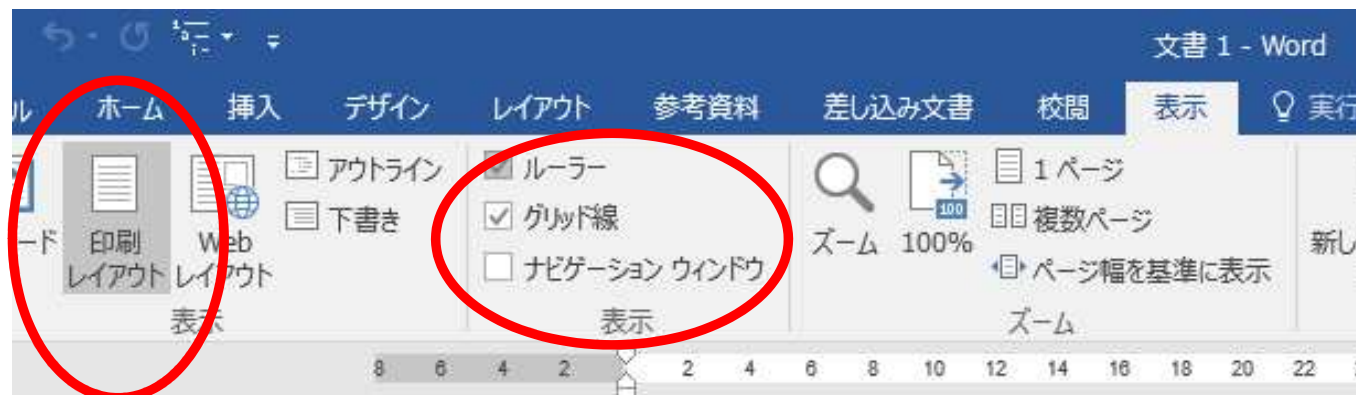 文書 1 - Word
ル ホーム 挿入 デザイン レイアウト 参考資料 差し込み文書 校閲 表示 実行
ード
印刷
レイアウト
Web
レイアウト
アウトライン
下書き
表示
ルーラー
グリッド線
ナビゲーション ウィンドウ
表示
ズーム
100
100%
1 ページ
複数ページ
ページ幅を基準に表示
ズーム
新し
8 6 4 2 2 4 6 8 10 12 14 16 18 20 22